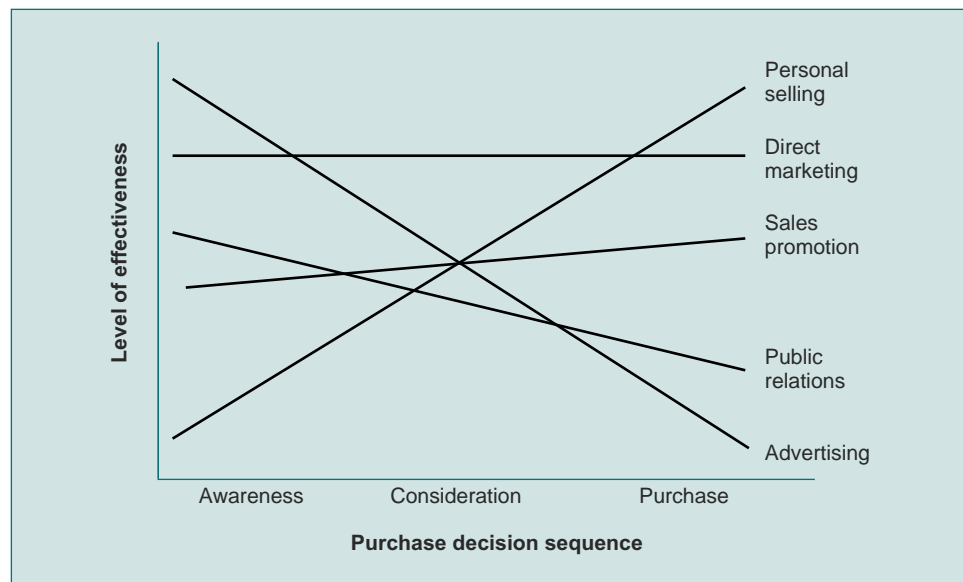 Personal
selling
Direct
marketing
Sales
promotion
Public
relations
Advertising
Level of effectiveness
Awareness
Consideration
Purchase
Purchase decision sequence